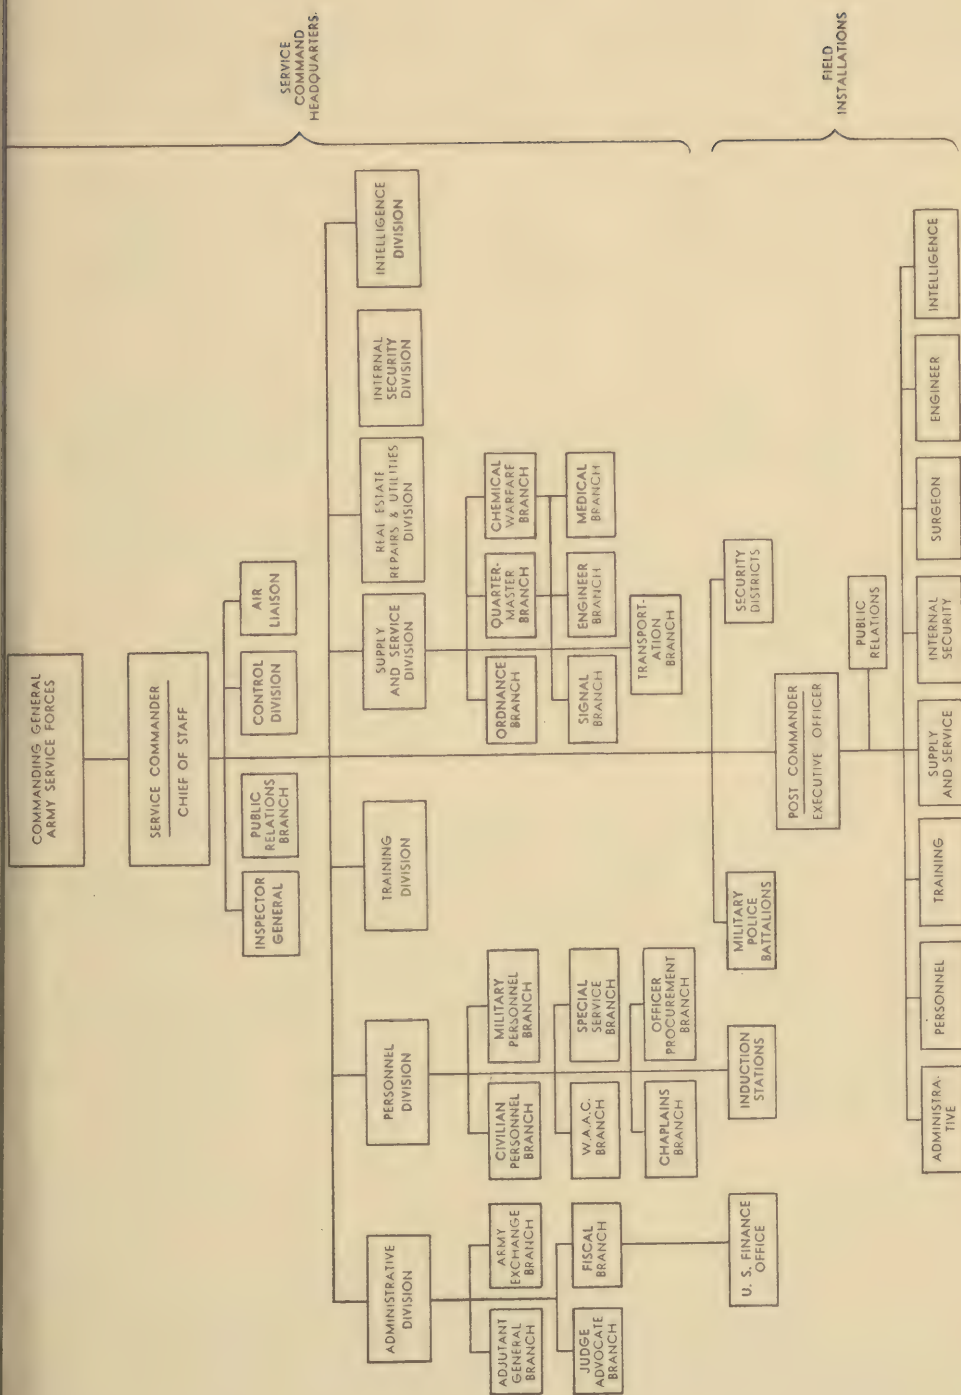 COMMANDING GENERAL
ARMY SERVICE FORCES
SERVICE COMMANDER
CHIEF OF STAFF
INSPECTOR
GENERAL
PUBLIC
RELATIONS
BRANCH
CONTROL
DIVISION
AIR
LIAISON
SERVICE
COMMAND
HEADQUARTERS.
ADMINISTRATIVE
DIVISION
PERSONNEL
DIVISION
TRAINING
DIVISION
SUPPLY
AND SERVICE
DIVISION
REAL ESTATE
REPAIRS & UTILITIES
DIVISION
INTERNAL
SECURITY
DIVISION
INTELLIGENCE
DIVISION
ADJUTANT
GENERAL
BRANCH
ARMY
EXCHANGE
BRANCH
CIVILIAN
PERSONNEL
BRANCH
MILITARY
PERSONNEL
BRANCH
ORDNANCE
BRANCH
QUARTER-
MASTER
BRANCH
CHEMICAL
WARFARE
BRANCH
JUDGE
ADVOCATE
BRANCH
FISCAL
BRANCH
W.A.A.C.
BRANCH
SPECIAL
SERVICE
BRANCH
SIGNAL
BRANCH
ENGINEER
BRANCH
MEDICAL
BRANCH
CHAPLAINS
BRANCH
OFFICER
PROCUREMENT
BRANCH
TRANSPORT-
ATION
BRANCH
U. S. FINANCE
OFFICE
INDUCTION
STATIONS
MILITARY
POLICE
BATTALIONS
SECURITY
DISTRICTS
FIELD
INSTALLATIONS
POST COMMANDER
EXECUTIVE OFFICER
PUBLIC
RELATIONS
ADMINISTRA-
TIVE
PERSONNEL
TRAINING
SUPPLY
AND SERVICE
INTERNAL
SECURITY
SURGEON
ENGINEER
INTELLIGENCE